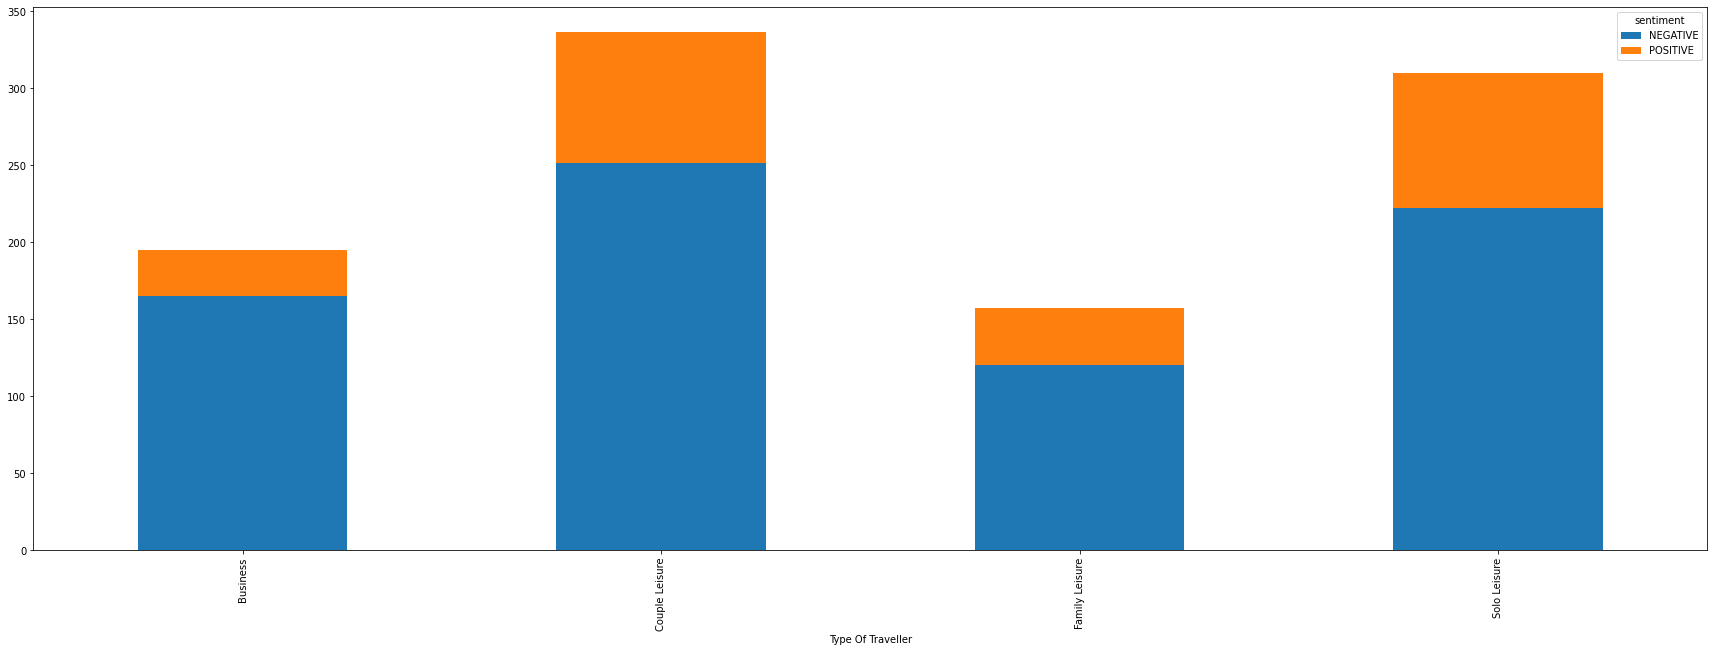 350
300
250
200
150
100
50
0
sentiment
NEGATIVE
POSITIVE
Business
Couple Leisure
Family Leisure
Solo Leisure
Type Of Traveller